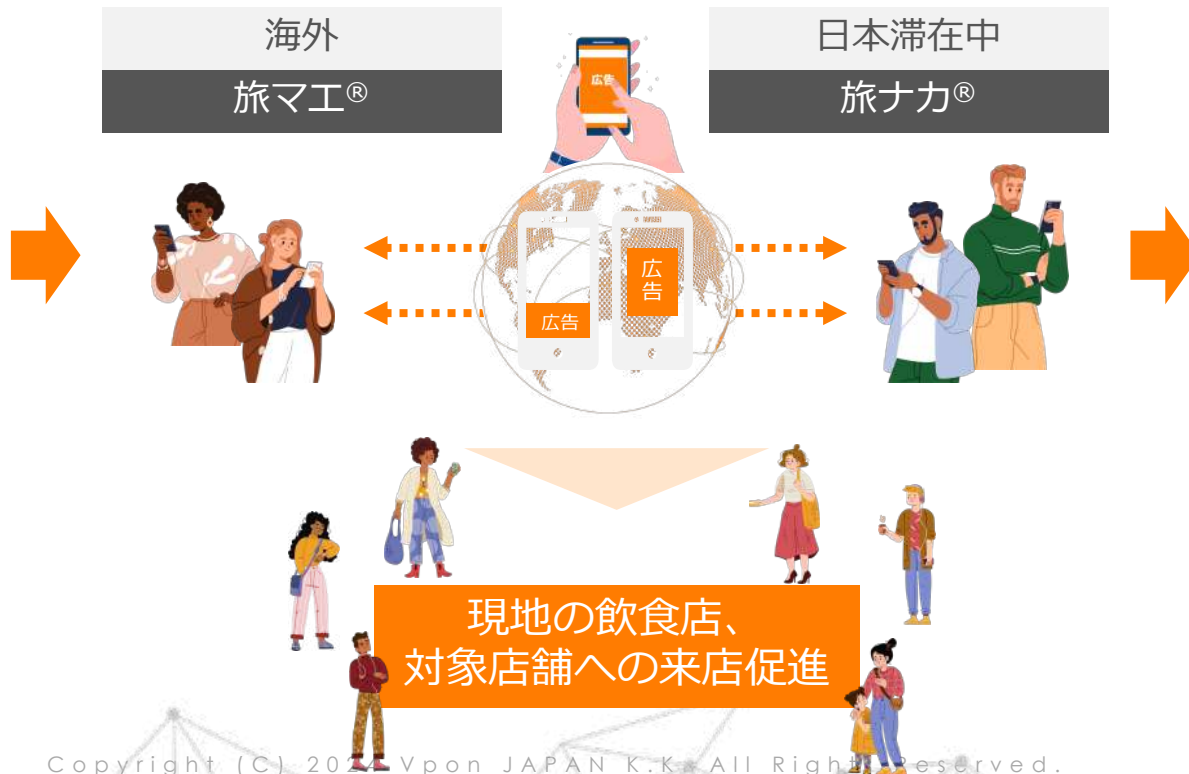 海外
日本滞在中
旅マエ®
旅ナカ®
広告
広告
広告
現地の飲食店、
対象店舗への来店促進
Copyright (C) 2024 Vpon JAPAN K.K. All Rights Reserved.